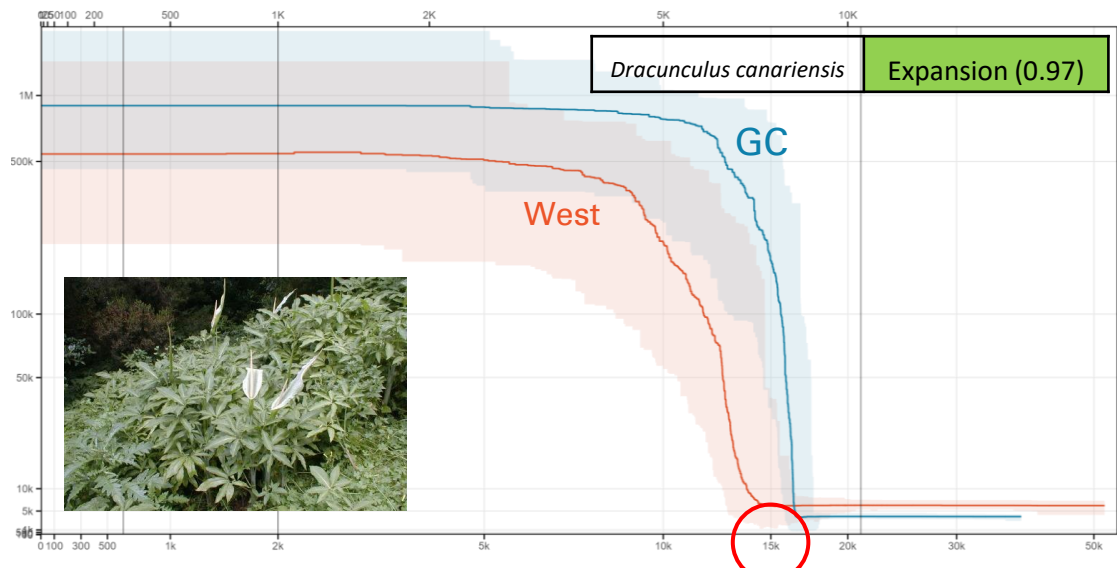 200 500 1K 2K 5K 10K
Dracunculus canariensis Expansion (0.97)
1M
GC
500k
West
100k
50k
10k
5k
0 100 300 500 1k 2k 5k 10k 15k 20k 30k 50k